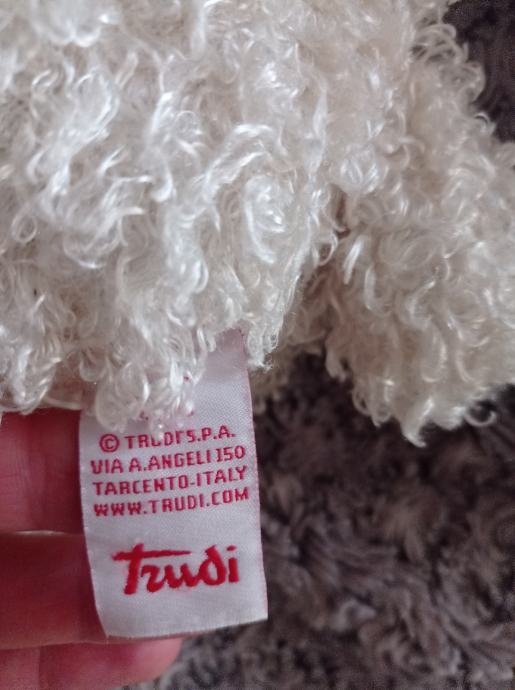 © TRUDI S.P.A.
VIA A.ANGELI 150
TARCENTO-ITALY
WWW.TRUDI.COM
Trudi